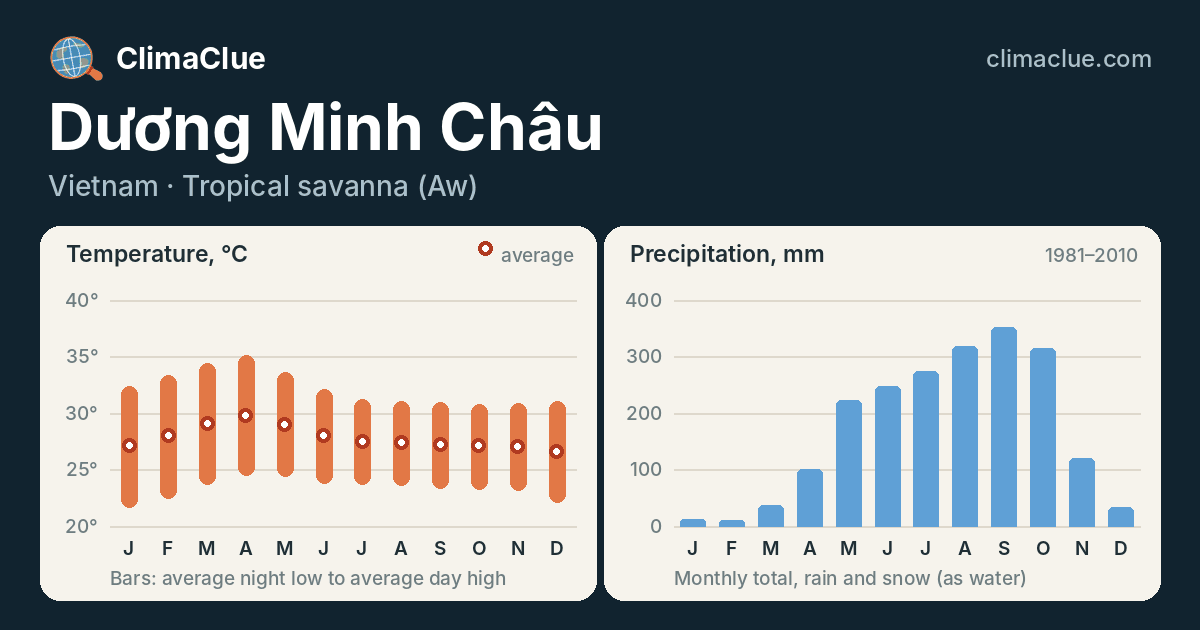 ClimaClue
climaclue.com
Dương Minh Châu
Vietnam · Tropical savanna (Aw)
Temperature, °C
average
40°
35°
30°
25°
20°
J F M A M J J A S O N D
Bars: average night low to average day high
Precipitation, mm
1981–2010
400
300
200
100
0
J F M A M J J A S O N D
Monthly total, rain and snow (as water)